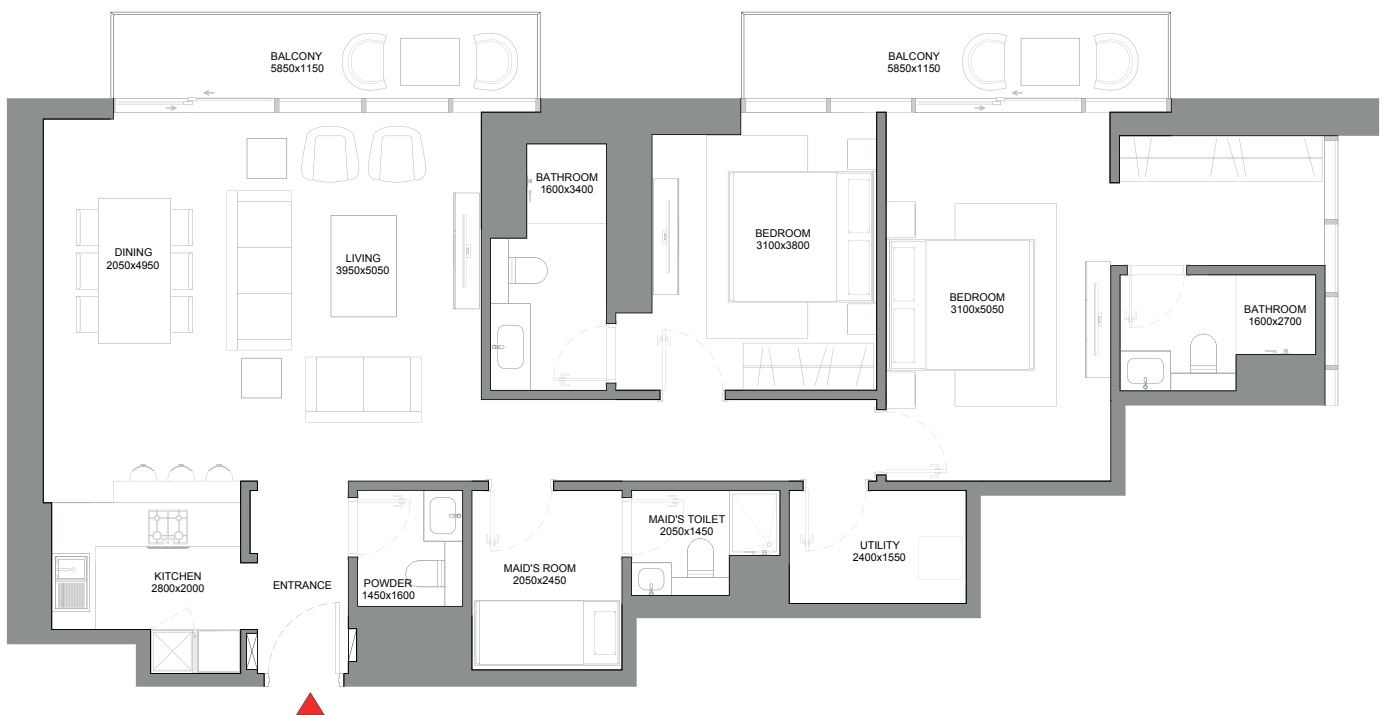 BALCONY
5850x1150
BALCONY
5850x1150
BATHROOM
1600x3400
BEDROOM
3100x3800
DINING
2050x4950
LIVING
3950x5050
BEDROOM
3100x5050
BATHROOM
1600x2700
MAID'S TOILET
2050x1450
UTILITY
2400x1550
KITCHEN
2800x2000
ENTRANCE
POWDER
1450x1600
MAID'S ROOM
2050x2450